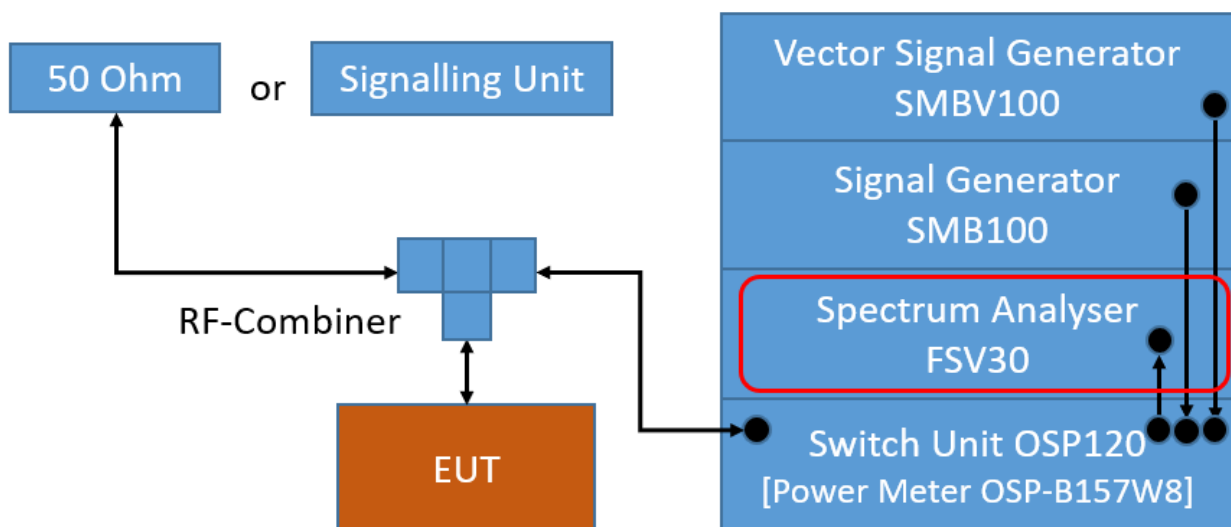 50 Ohm
or
Signalling Unit
RF-Combiner
EUT
Vector Signal Generator
SMBV100
Signal Generator
SMB100
Spectrum Analyser
FSV30
Switch Unit OSP120
[Power Meter OSP-B157W8]